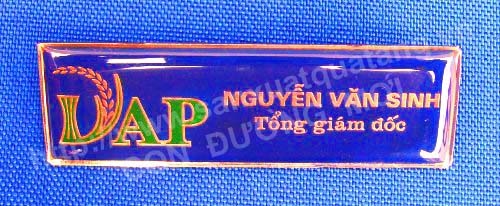 VAP
NGUYỄN VĂN SINH
Tổng giám đốc